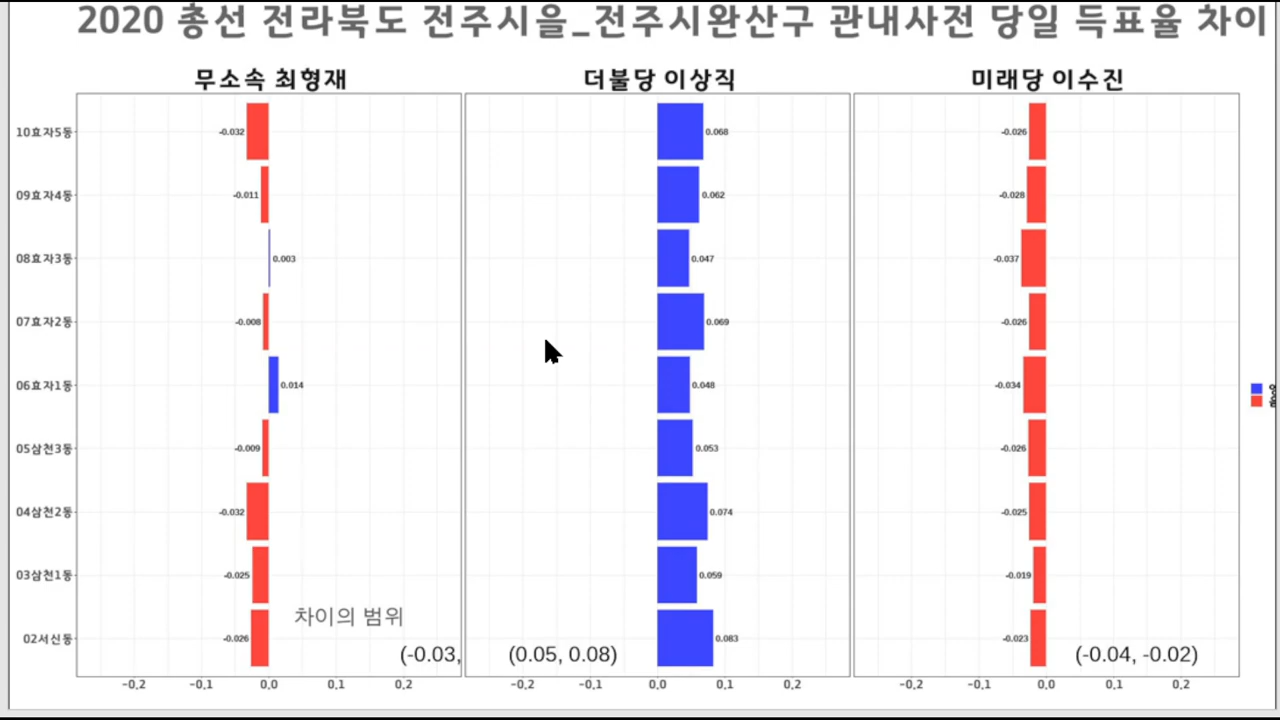 2020 총선 전라북도 전주시을_전주시완산구 관내사전 당일 득표율 차이
무소속 최형재
더불당 이상직
미래당 이수진
10효자5동
-0.032
0.068
-0.026
09효자4동
-0.011
0.062
-0.028
08효자3동
0.003
0.047
-0.037
07효자2동
-0.008
0.069
-0.026
06효자1동
0.014
0.048
-0.034
05삼천3동
-0.009
0.053
-0.026
04삼천2동
-0.032
0.074
-0.025
03삼천1동
-0.025
0.059
-0.019
차이의 범위
02서신동
-0.026
0.083
-0.023
(-0.03,
(0.05, 0.08)
(-0.04, -0.02)
-0.2 -0.1 0.0 0.1 0.2
-0.2 -0.1 0.0 0.1 0.2
-0.2 -0.1 0.0 0.1 0.2